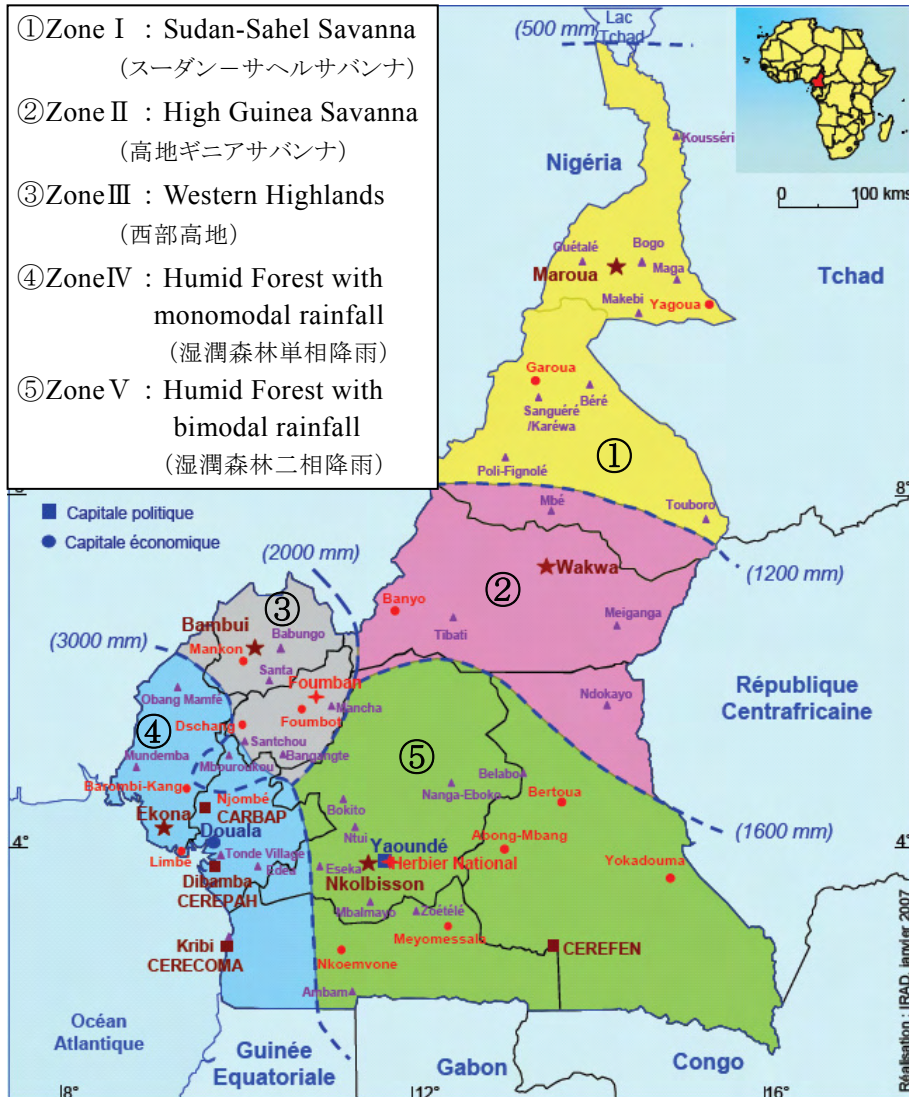 ①Zone Ⅰ : Sudan-Sahel Savanna
(スーダン－サヘルサバンナ)
②Zone Ⅱ : High Guinea Savanna
(高地ギニアサバンナ)
③ZoneⅢ : Western Highlands
(西部高地)
④ZoneⅣ : Humid Forest with
monomodal rainfall
(湿潤森林単相降雨)
⑤Zone Ⅴ : Humid Forest with
bimodal rainfall
(湿潤森林二相降雨)
Capitale politique
Capitale économique
(500 mm)
Lac
Tchad
0 100 kms
Kousséri
Nigéria
Guétalé
Bogo
Maroua
Maga
Tchad
Makebi
Yagoua
Garoua
Béré
Sanguéré
/Karéwa
①
Poli-Fignolé
8°
Mbé
Touboro
(2000 mm)
Wakwa
(1200 mm)
②
Banyo
③
Meiganga
Bambui
Babungo
Tibati
(3000 mm)
Mankon
Santa
Foumban
Ndokayo
République
Centrafricaine
Obang Mamfé
Mancha
Dschang
Foumbot
④
Santchou
⑤
Mundemba
Mbouroukou
Bangangte
Belabo
Barombi-Kang
Nanga-Eboko
Bertoua
Njombé
CARBAP
Bokito
Ekona
(1600 mm)
Ntui
Douala
4°
Yaoundé
Apong-Mbang
4°
Limbé
Tonde Village
Herbier National
Yokadouma
Edea
Eseka
Dibamba
CEREPAH
Nkolbisson
Mbalmayo
Zoétélé
Meyomessala
Kribi
CERECOMA
CEREFEN
Nkoemvone
Ambam
Océan
Atlantique
Guinée
Equatoriale
Gabon
Congo
8°
12°
16°
Réalisation : IRAD, janvier 2007